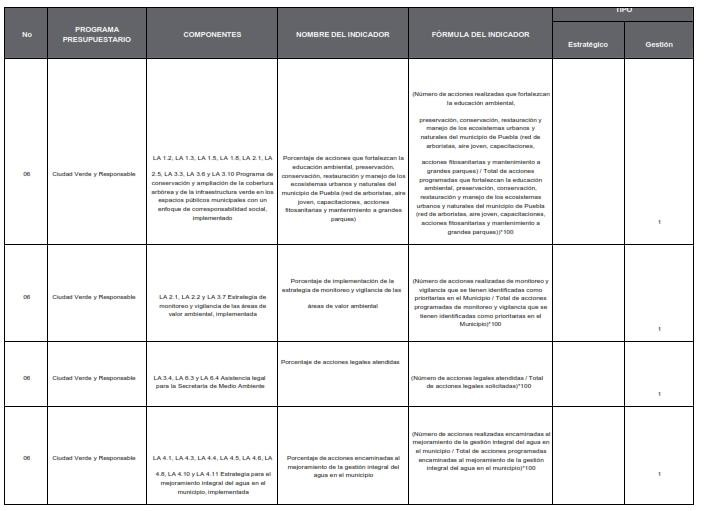 TIPO
No
PROGRAMA
PRESUPUESTARIO
COMPONENTES
NOMBRE DEL INDICADOR
FÓRMULA DEL INDICADOR
Estratégico
Gestión
06
Ciudad Verde y Responsable
LA 1.2, LA 1.3, LA 1.5, LA 1.8, LA 2.1, LA
2.5, LA 3.3, LA 3.6 y LA 3.10 Programa de
conservación y ampliación de la cobertura
arbórea y de la infraestructura verde en los
espacios públicos municipales con un
enfoque de corresponsabilidad social,
implementado
Porcentaje de acciones que fortalezcan la
educación ambiental, preservación,
conservación, restauración y manejo de los
ecosistemas urbanos y naturales del
municipio de Puebla (red de arboristas, aire
joven, capacitaciones, acciones
fitosanitarias y mantenimiento a grandes
parques)
(Número de acciones realizadas que fortalezcan
la educación ambiental,
preservación, conservación, restauración y
manejo de los ecosistemas urbanos y
naturales del municipio de Puebla (red de
arboristas, aire joven, capacitaciones,
acciones fitosanitarias y mantenimiento a
grandes parques) / Total de acciones
programadas que fortalezcan la educación
ambiental, preservación, conservación,
restauración y manejo de los ecosistemas
urbanos y naturales del municipio de Puebla
(red de arboristas, aire joven, capacitaciones,
acciones fitosanitarias y mantenimiento a
grandes parques))*100
1
06
Ciudad Verde y Responsable
LA 2.1, LA 2.2 y LA 3.7 Estrategia de
monitoreo y vigilancia de las áreas de
valor ambiental, implementada
Porcentaje de implementación de la
estrategia de monitoreo y vigilancia de las
áreas de valor ambiental
(Número de acciones realizadas de monitoreo y
vigilancia que se tienen identificadas como
prioritarias en el Municipio / Total de acciones
programadas de monitoreo y vigilancia que se
tienen identificadas como prioritarias en el
Municipio)*100
1
06
Ciudad Verde y Responsable
LA 3.4, LA 6.3 y LA 6.4 Asistencia legal
para la Secretaría de Medio Ambiente
Porcentaje de acciones legales atendidas
(Número de acciones legales atendidas / Total
de acciones legales solicitadas)*100
1
06
Ciudad Verde y Responsable
LA 4.1, LA 4.3, LA 4.4, LA 4.5, LA 4.6, LA
4.8, LA 4.10 y LA 4.11 Estrategia para el
mejoramiento integral del agua en el
municipio, implementada
Porcentaje de acciones encaminadas al
mejoramiento de la gestión integral del
agua en el municipio
(Número de acciones realizadas encaminadas al
mejoramiento de la gestión integral del agua en
el municipio / Total de acciones programadas
encaminadas al mejoramiento de la gestión
integral del agua en el municipio)*100
1